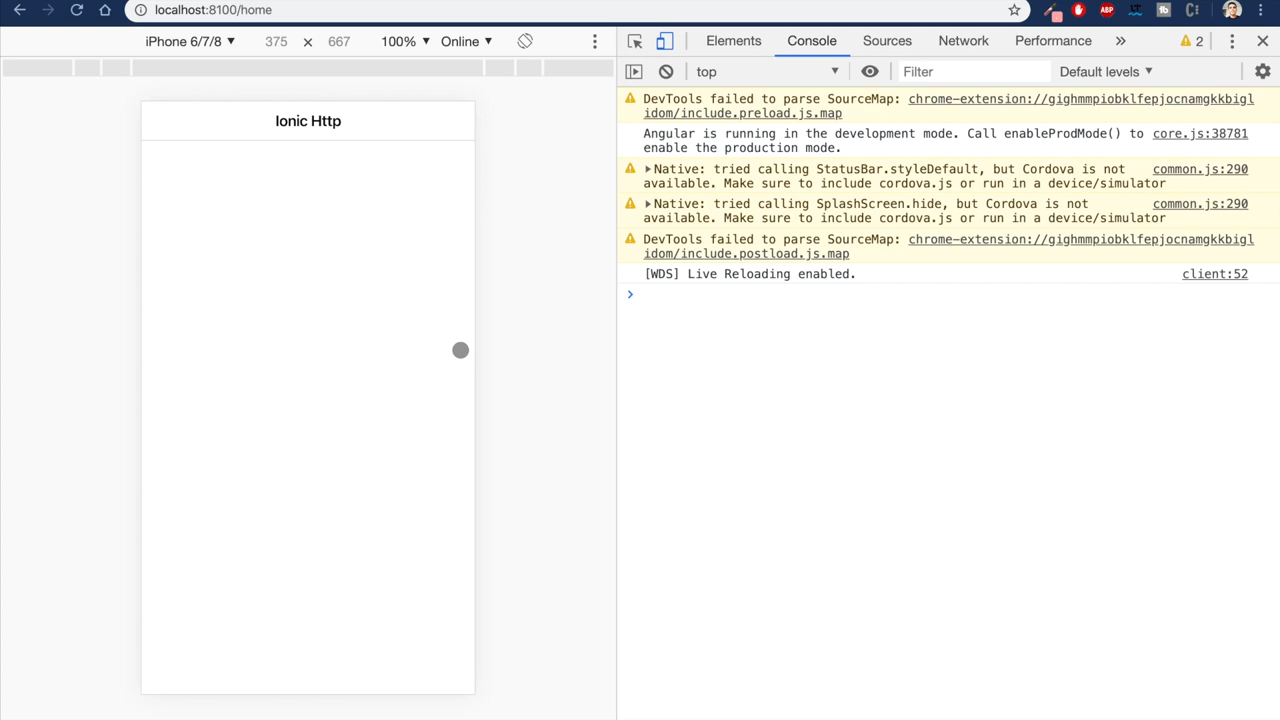 localhost:8100/home
iPhone 6/7/8 ▼ 375 × 667 100% ▼ Online ▼
Elements Console Sources Network Performance » 2
top ▼ Filter Default levels ▼
Ionic Http
DevTools failed to parse SourceMap: chrome-extension://gighmmpiobklfepjocnamgkkbigl
idom/include.preload.js.map
Angular is running in the development mode. Call enableProdMode() to core.js:38781
enable the production mode.
Native: tried calling StatusBar.styleDefault, but Cordova is not common.js:290
available. Make sure to include cordova.js or run in a device/simulator
Native: tried calling SplashScreen.hide, but Cordova is not common.js:290
available. Make sure to include cordova.js or run in a device/simulator
DevTools failed to parse SourceMap: chrome-extension://gighmmpiobklfepjocnamgkkbigl
idom/include.postload.js.map
[WDS] Live Reloading enabled. client:52